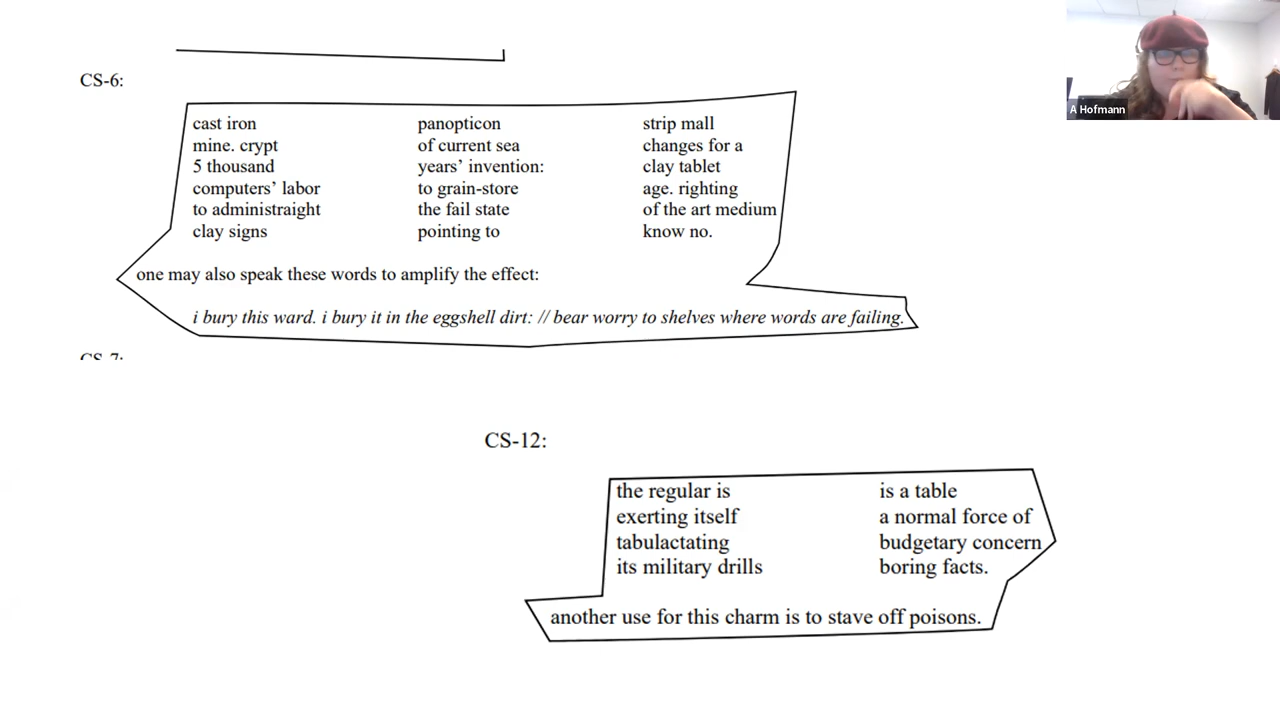 A Hofmann
CS-6:
cast iron panopticon strip mall
mine. crypt of current sea changes for a
5 thousand years’ invention: clay tablet
computers’ labor to grain-store age. righting
to administraight the fail state of the art medium
clay signs pointing to know no.
one may also speak these words to amplify the effect:
i bury this ward. i bury it in the eggshell dirt: // bear worry to shelves where words are failing.
CS-7:
CS-12:
the regular is is a table
exerting itself a normal force of
tabulactating budgetary concern
its military drills boring facts.
another use for this charm is to stave off poisons.